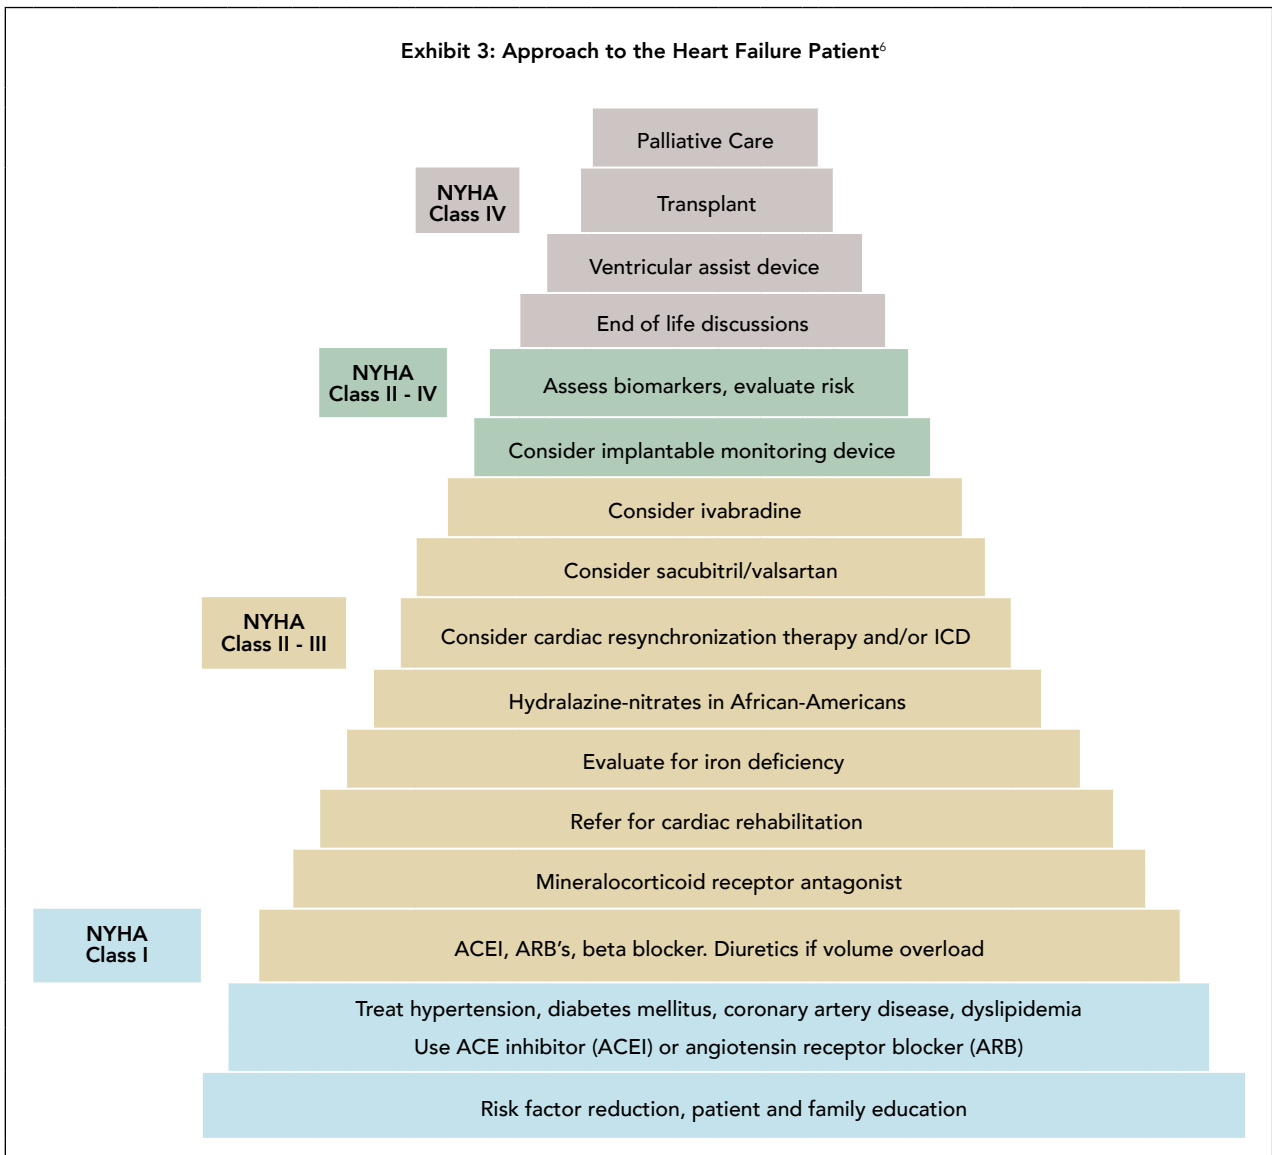 Exhibit 3: Approach to the Heart Failure Patient6
Palliative Care
NYHA
Class IV
Transplant
Ventricular assist device
End of life discussions
NYHA
Class II - IV
Assess biomarkers, evaluate risk
Consider implantable monitoring device
Consider ivabradine
Consider sacubitril/valsartan
NYHA
Class II - III
Consider cardiac resynchronization therapy and/or ICD
Hydralazine-nitrates in African-Americans
Evaluate for iron deficiency
Refer for cardiac rehabilitation
Mineralocorticoid receptor antagonist
NYHA
Class I
ACEI, ARB's, beta blocker. Diuretics if volume overload
Treat hypertension, diabetes mellitus, coronary artery disease, dyslipidemia
Use ACE inhibitor (ACEI) or angiotensin receptor blocker (ARB)
Risk factor reduction, patient and family education